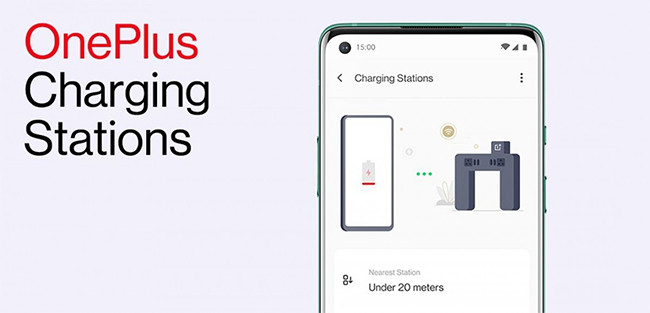 OnePlus
Charging
Stations
15:00
Charging Stations
Nearest Station
Under 20 meters